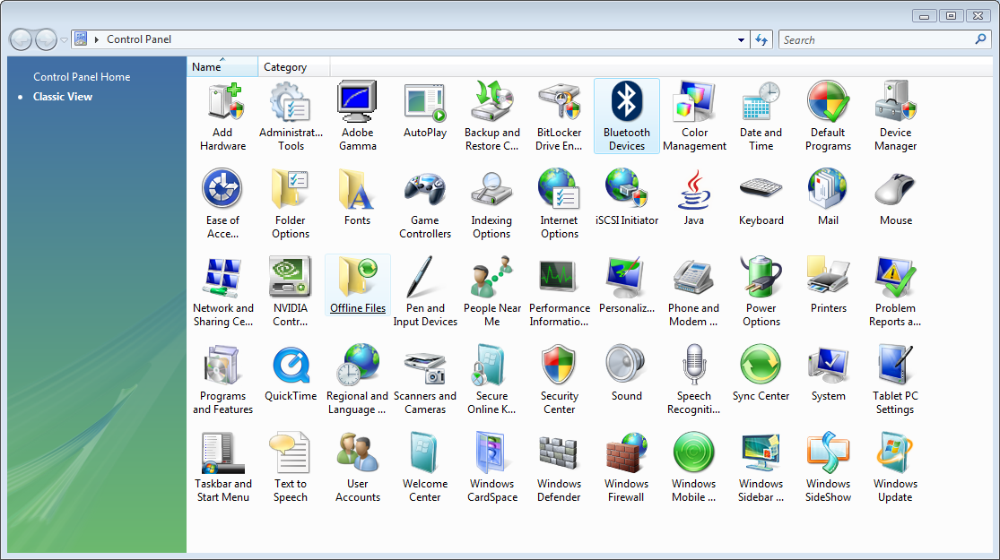 Control Panel
Search
Control Panel Home
Classic View
Name
Category
Add
Hardware
Administrat...
Tools
Adobe
Gamma
AutoPlay
Backup and
Restore C...
BitLocker
Drive En...
Bluetooth
Devices
Color
Management
Date and
Time
Default
Programs
Device
Manager
Ease of
Acce...
Folder
Options
Fonts
Game
Controllers
Indexing
Options
Internet
Options
iSCSI Initiator
Java
Keyboard
Mail
Mouse
Network and
Sharing Ce...
NVIDIA
Contr...
Offline Files
Pen and
Input Devices
People Near
Me
Performance
Informatio...
Personaliz...
Phone and
Modem ...
Power
Options
Printers
Problem
Reports a...
Programs
and Features
QuickTime
Regional and
Language ...
Scanners and
Cameras
Secure
Online K...
Security
Center
Sound
Speech
Recogniti...
Sync Center
System
Tablet PC
Settings
Taskbar and
Start Menu
Text to
Speech
User
Accounts
Welcome
Center
Windows
CardSpace
Windows
Defender
Windows
Firewall
Windows
Mobile ...
Windows
Sidebar ...
Windows
SideShow
Windows
Update